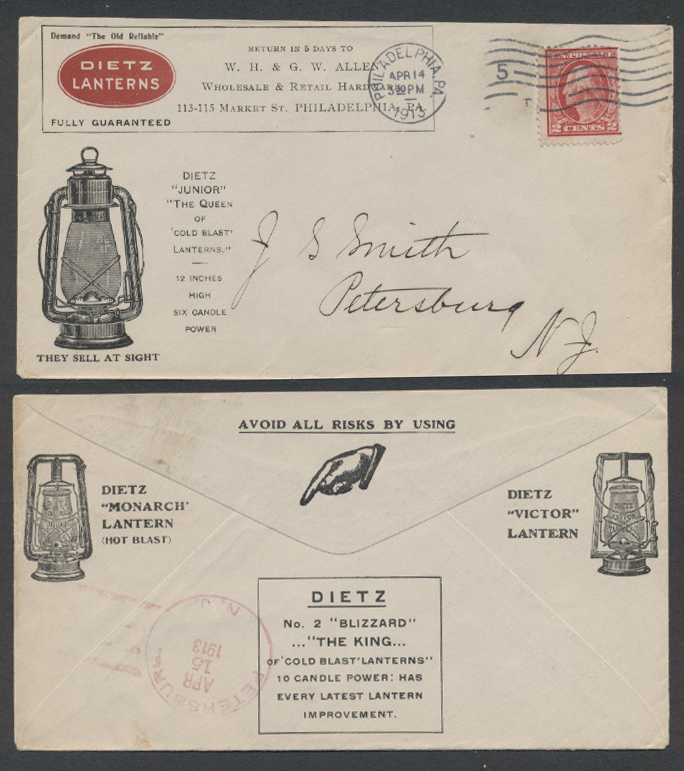 Demand "The Old Reliable"
DIETZ
LANTERNS
FULLY GUARANTEED
RETURN IN 5 DAYS TO
W. H. & G. W. ALLEN
WHOLESALE & RETAIL HARDWARE
113-115 MARKET ST. PHILADELPHIA, PA.
PHILADELPHIA, PA.
APR 14
3 PM
1913
5
U.S. POSTAGE
2 CENTS 2
DIETZ
"JUNIOR"
"THE QUEEN
OF
'COLD BLAST'
LANTERNS."
12 INCHES
HIGH
SIX CANDLE
POWER
THEY SELL AT SIGHT
J S Smith
Petersburg
N.J.
AVOID ALL RISKS BY USING
DIETZ
"MONARCH'
LANTERN
(HOT BLAST)
DIETZ
"VICTOR"
LANTERN
DIETZ
No. 2 "BLIZZARD"
..."THE KING...
OF 'COLD BLAST' LANTERNS"
10 CANDLE POWER: HAS
EVERY LATEST LANTERN
IMPROVEMENT.
PETERSBURG,
APR
15
1913
N.J.